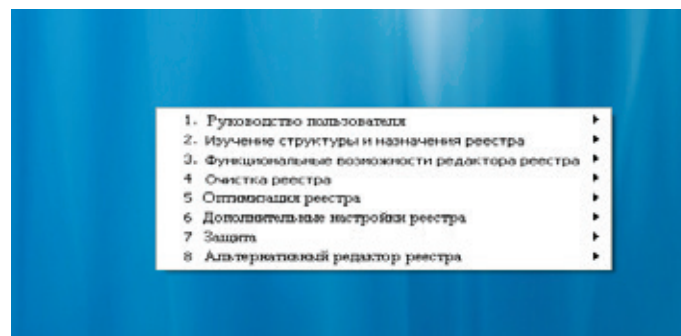 1. Руководство пользователя
2. Изучение структуры и назначения реестра
3. Функциональные возможности редактора реестра
4 Очистка реестра
5 Оптимизация реестра
6 Дополнительные настройки реестра
7 Защита
8 Альтернативный редактор реестра